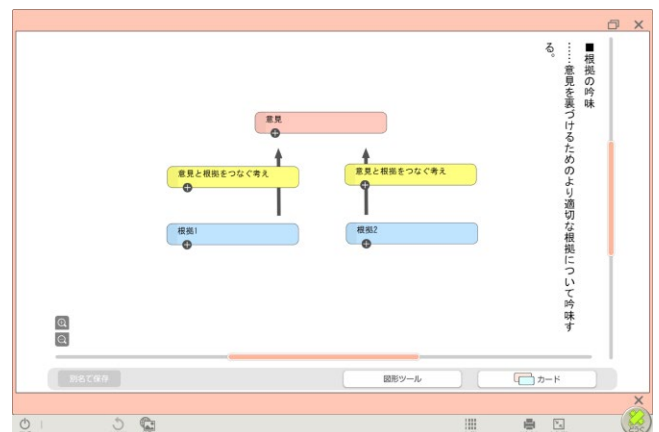 ■根拠の吟味
……意見を裏づけるためのより適切な根拠について吟味す
る。
意見
意見と根拠をつなぐ考え
意見と根拠をつなぐ考え
根拠1
根拠2
別名で保存
図形ツール
カード